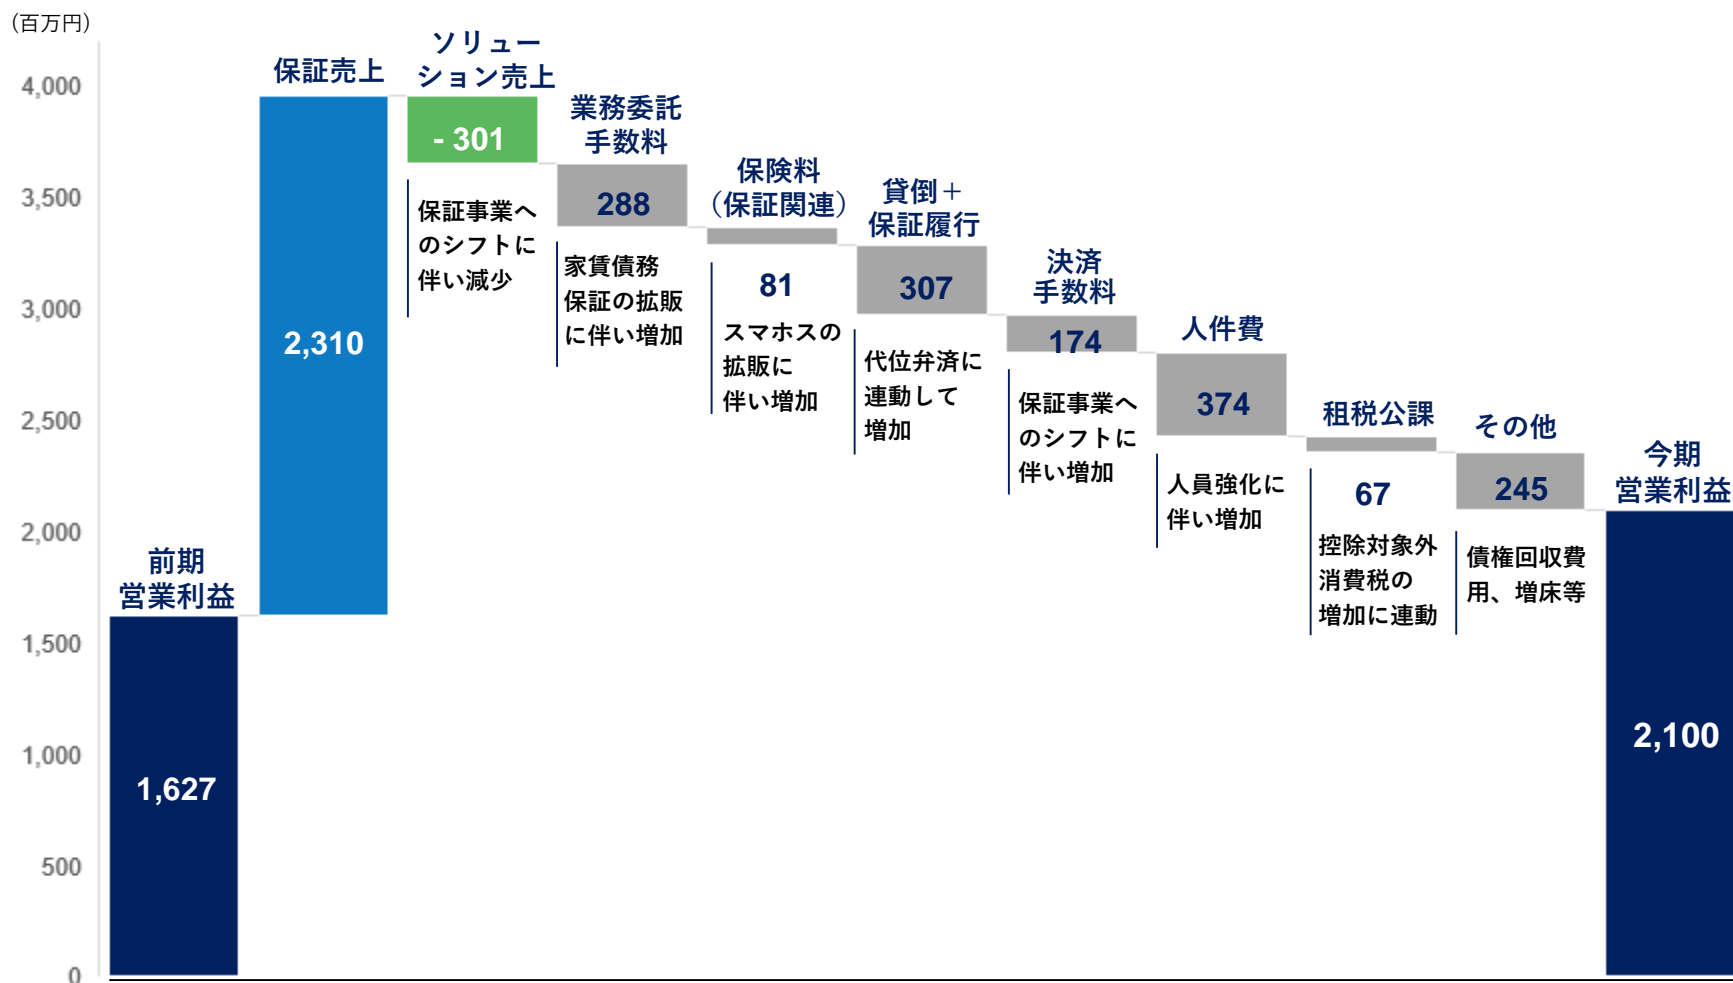 （百万円）
4,000
3,500
3,000
2,500
2,000
1,500
1,000
500
0
前期
営業利益
1,627
保証売上
2,310
ソリュー
ション売上
- 301
保証事業へ
のシフトに
伴い減少
業務委託
手数料
288
家賃債務
保証の拡販
に伴い増加
保険料
（保証関連）
81
スマホスの
拡販に
伴い増加
貸倒＋
保証履行
307
代位弁済に
連動して
増加
決済
手数料
174
保証事業へ
のシフトに
伴い増加
人件費
374
人員強化に
伴い増加
租税公課
67
控除対象外
消費税の
増加に連動
その他
245
債権回収費
用、増床等
今期
営業利益
2,100